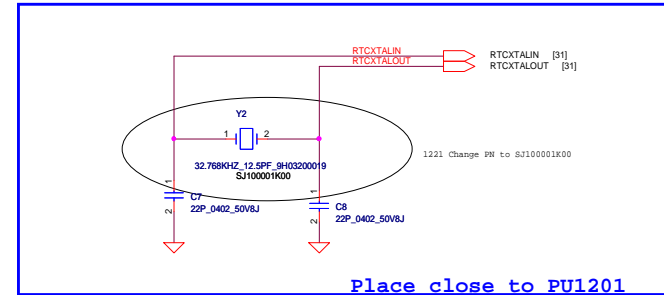 RTCXTALIN
RTCXTALIN [31]
RTCXTALOUT
RTCXTALOUT [31]
Y2
1 2
32.768KHZ_12.5PF_9H03200019
SJ100001K00
1221 Change PN to SJ100001K00
1
C7
2
22P_0402_50V8J
1
C8
2
22P_0402_50V8J
Place close to PU1201